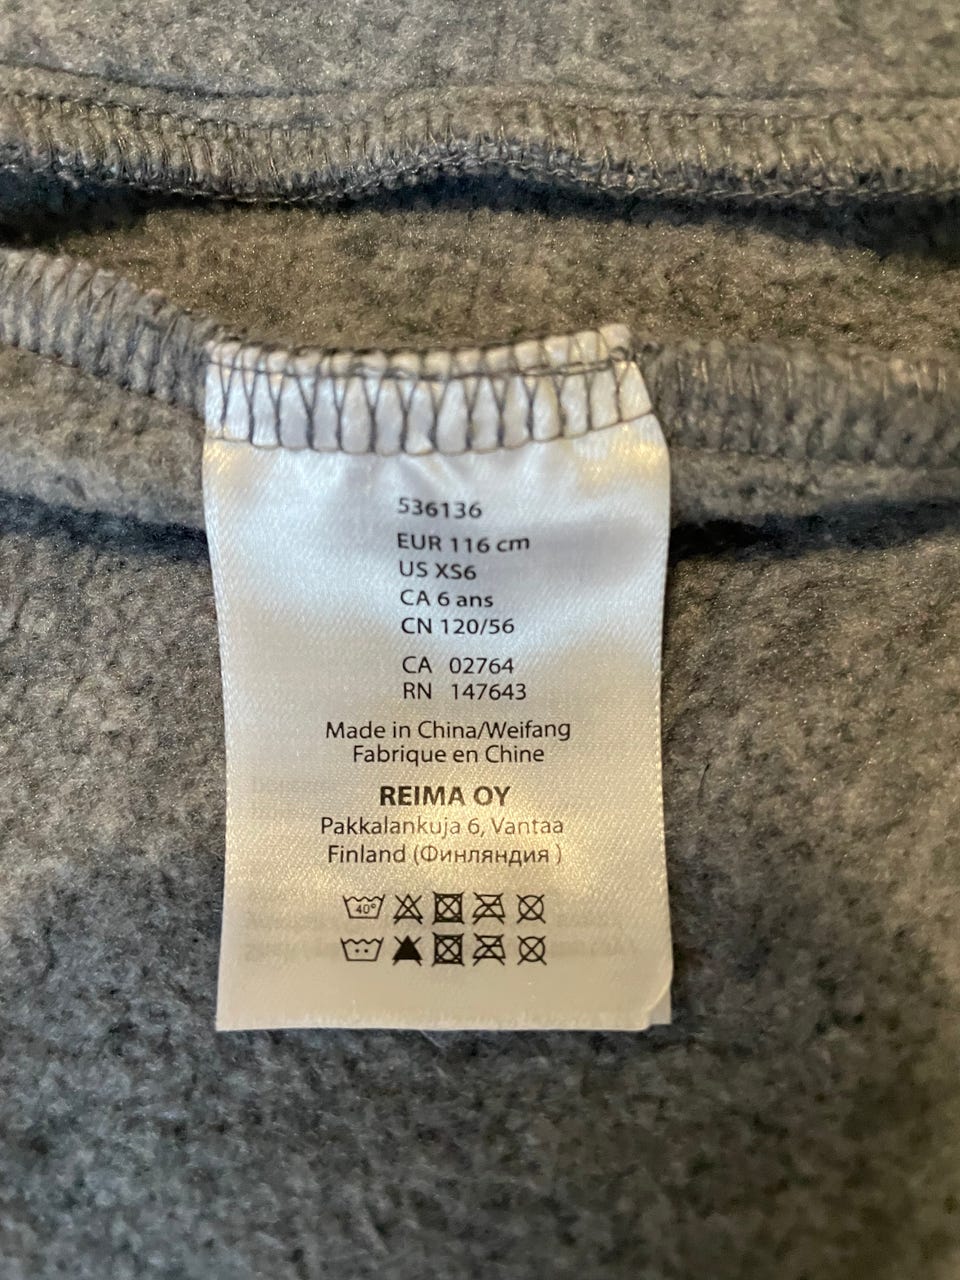 536136
EUR 116 cm
US XS6
CA 6 ans
CN 120/56
CA 02764
RN 147643
Made in China/Weifang
Fabrique en Chine
REIMA OY
Pakkalankuja 6, Vantaa
Finland (Финляндия )
40°